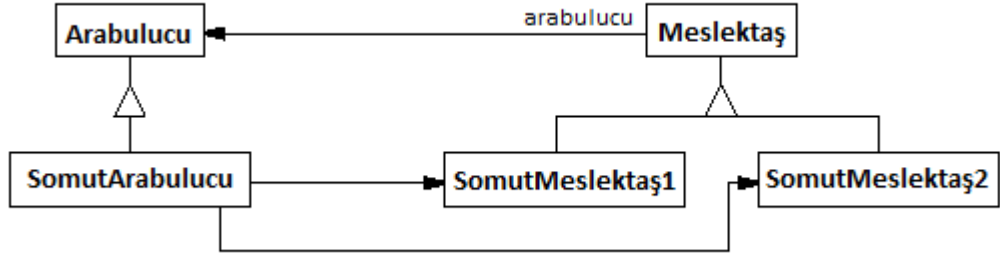 arabulucu
Arabulucu
Meslektaş
SomutArabulucu
SomutMeslektaş1
SomutMeslektaş2